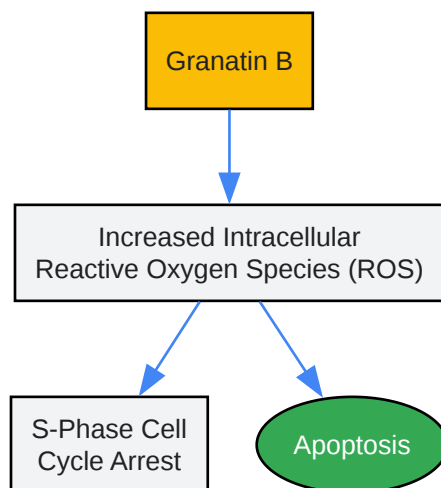 Granatin B
Increased Intracellular
Reactive Oxygen Species (ROS)
S-Phase Cell
Cycle Arrest
Apoptosis